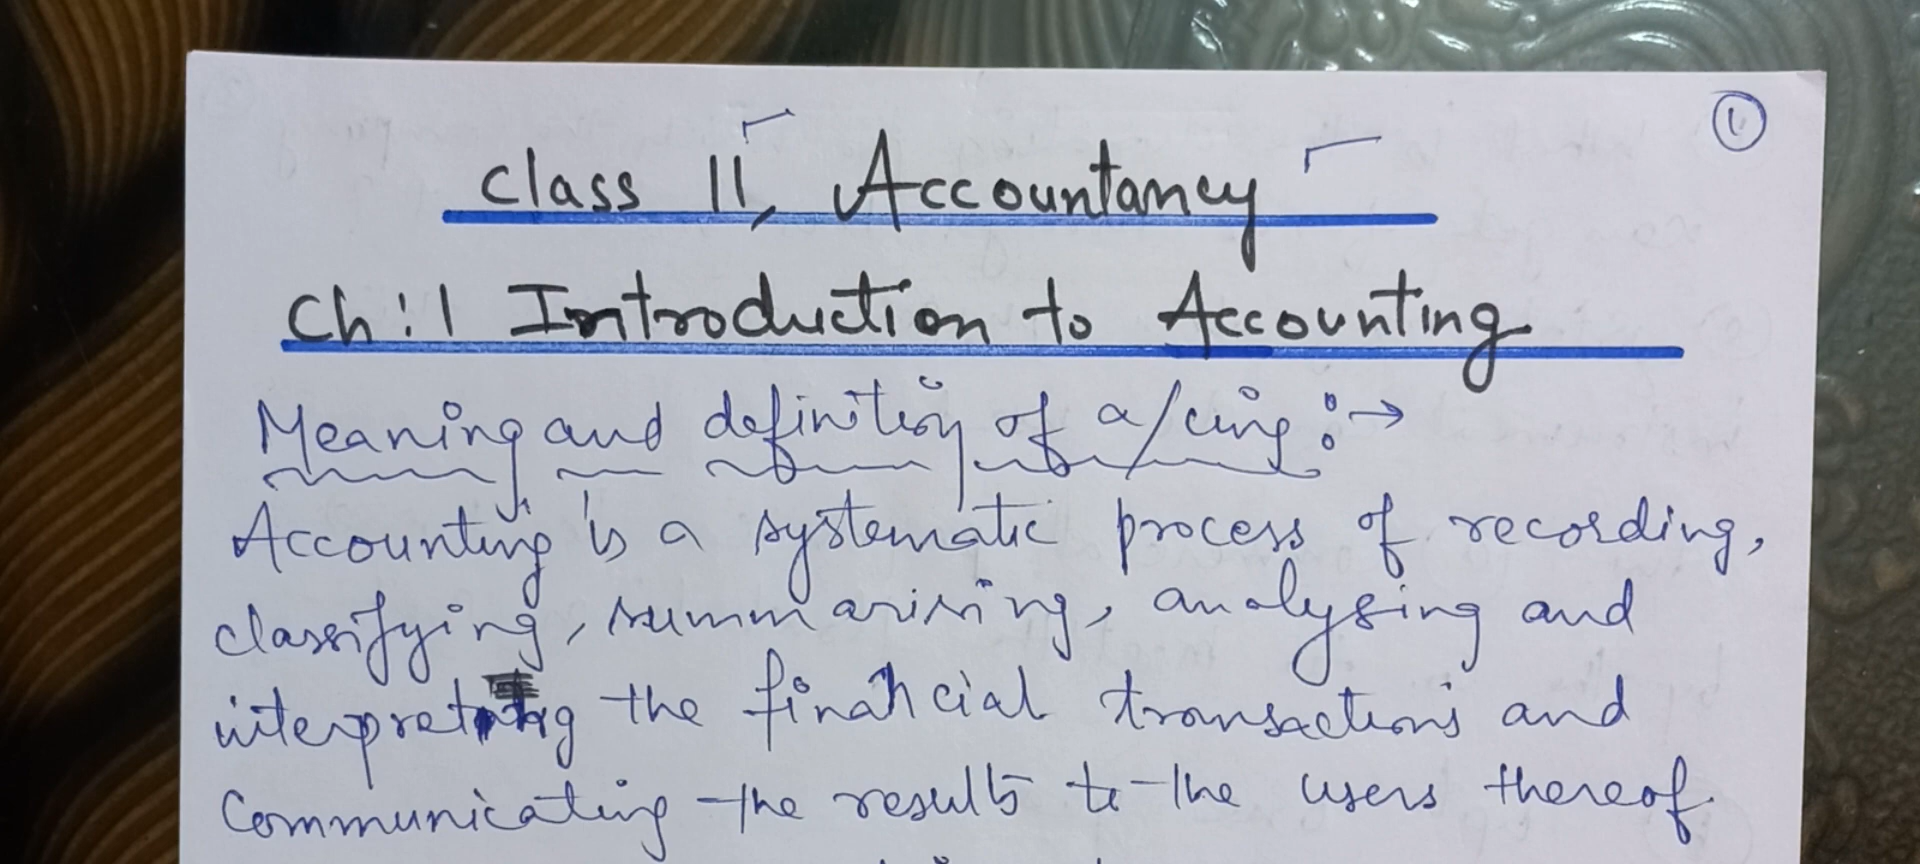 1
Class 11, Accountancy
Ch:1 Introduction to Accounting
Meaning and definition of a/cing:→
Accounting is a systematic process of recording,
classifying, summarising, analysing and
interpreting the financial transactions and
Communicating the results to the users thereof.